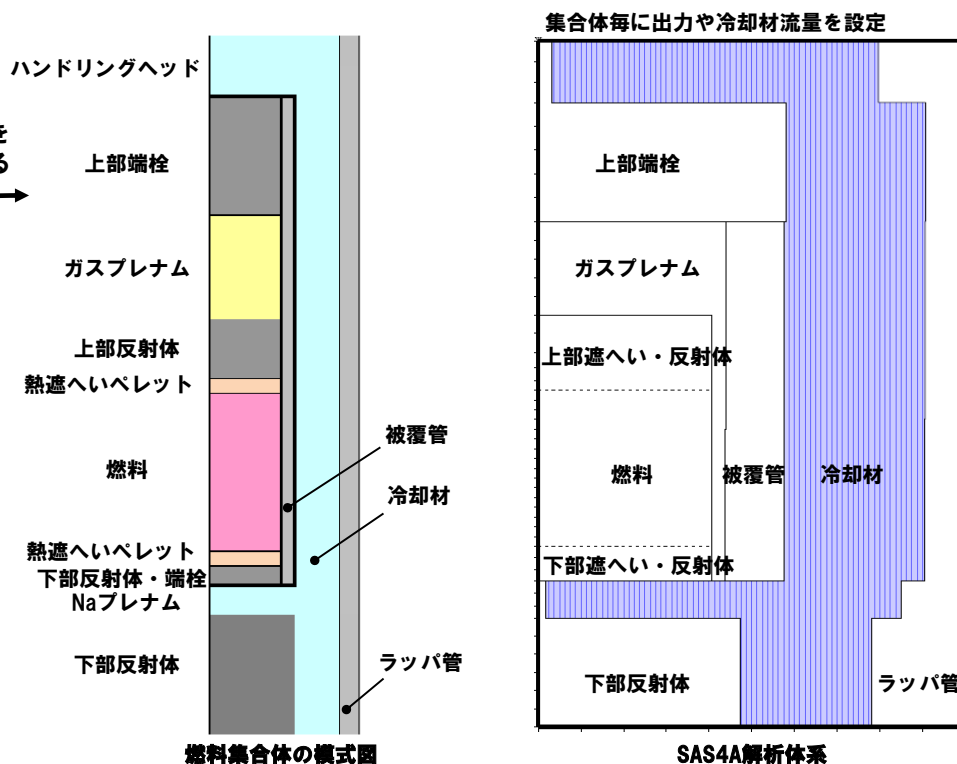 集合体毎に出力や冷却材流量を設定
ハンドリングヘッド
を
る
上部端栓
ガスプレナム
上部反射体
熱遮へいペレット
燃料
熱遮へいペレット
下部反射体・端栓
Naプレナム
下部反射体
被覆管
冷却材
ラッパ管
燃料集合体の模式図
上部端栓
ガスプレナム
上部遮へい・反射体
燃料
被覆管
冷却材
下部遮へい・反射体
下部反射体
ラッパ管
SAS4A解析体系